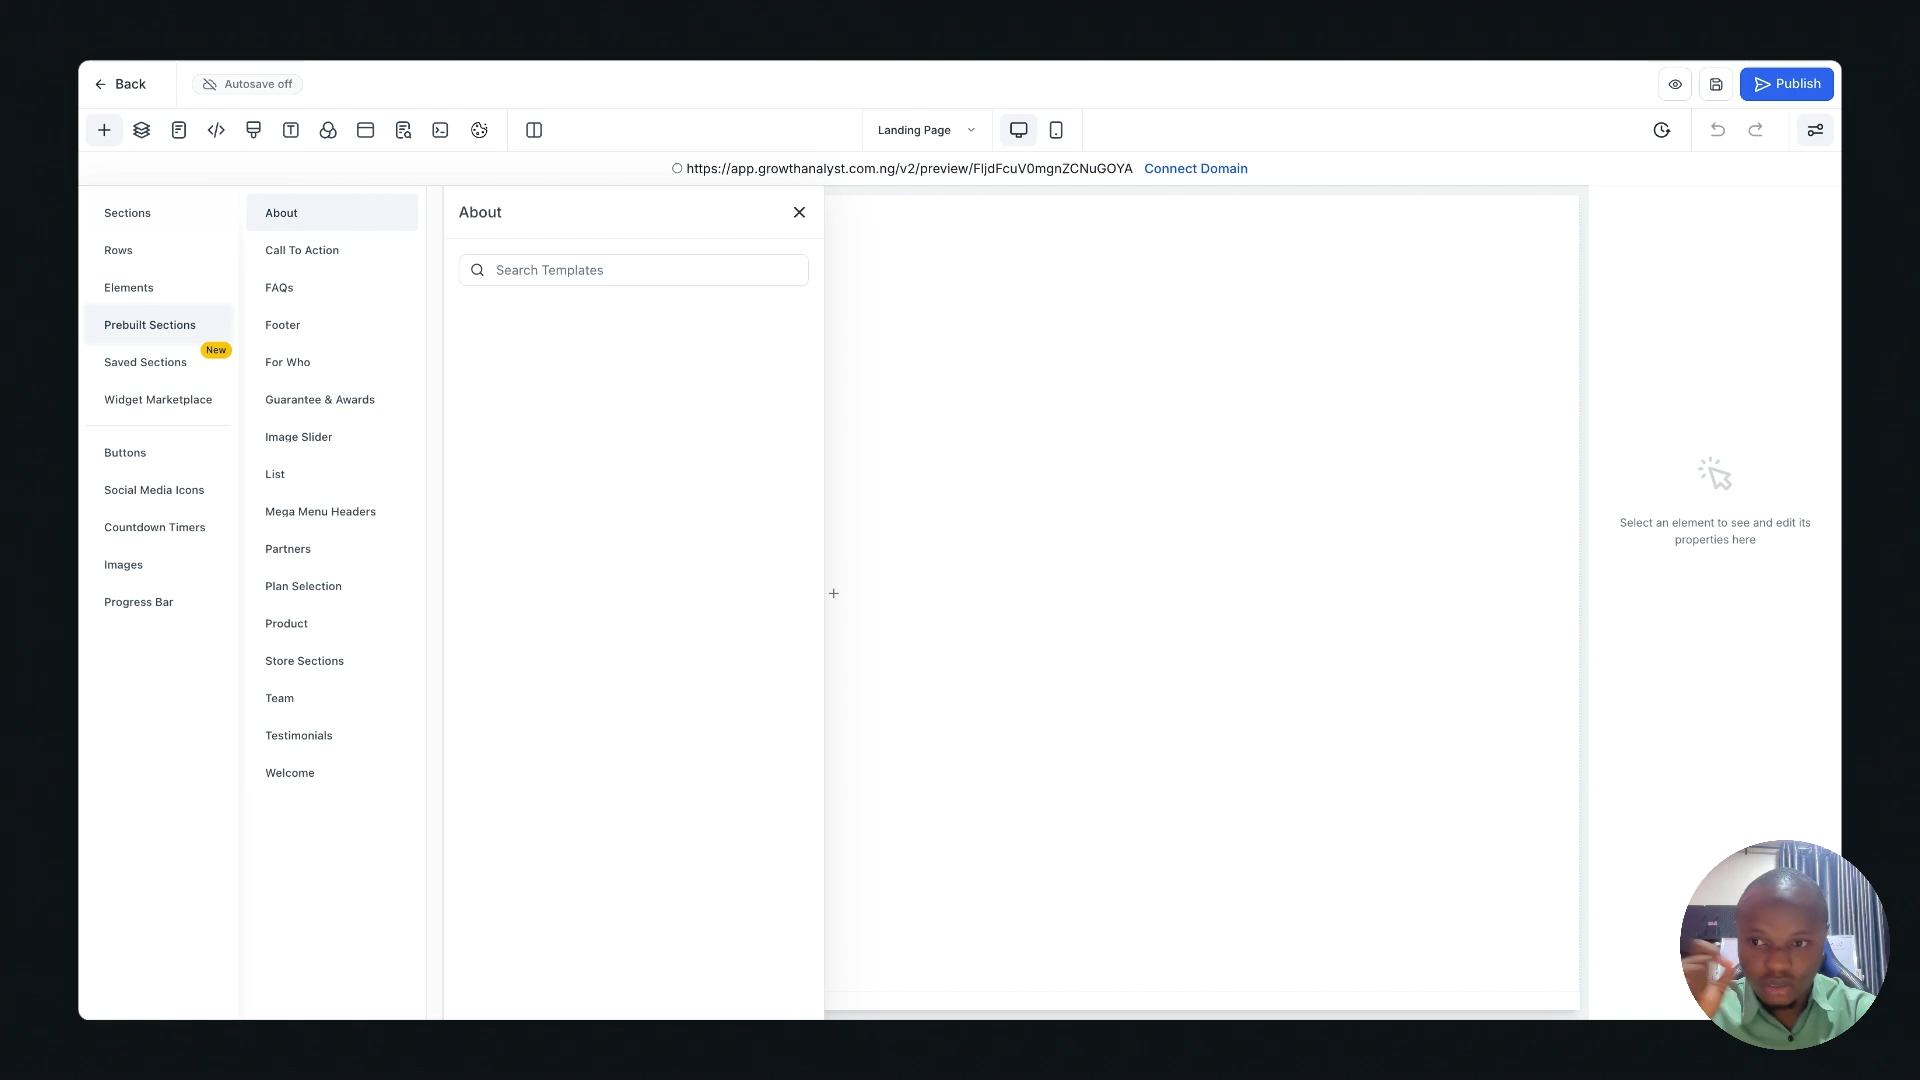 Back
Autosave off
Publish
Landing Page
https://app.growthanalyst.com.ng/v2/preview/FljdFcuV0mgnZCNuGOYA Connect Domain
Sections
Rows
Elements
Prebuilt Sections
New
Saved Sections
Widget Marketplace
Buttons
Social Media Icons
Countdown Timers
Images
Progress Bar
About
Call To Action
FAQs
Footer
For Who
Guarantee & Awards
Image Slider
List
Mega Menu Headers
Partners
Plan Selection
Product
Store Sections
Team
Testimonials
Welcome
About
Search Templates
Select an element to see and edit its
properties here